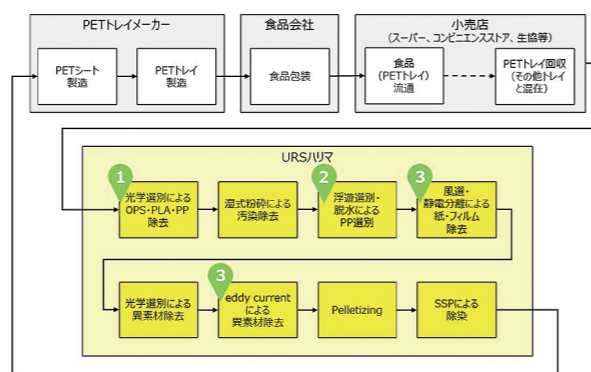 PETトレイメーカー
食品会社
小売店
(スーパー、コンビニエンスストア、生協等)
PETシート
製造
PETトレイ
製造
食品包装
食品
(PETトレイ)
流通
PETトレイ回収
(その他トレイ
と混在)
URSハリマ
1
光学選別による
OPS・PLA・PP
除去
湿式粉砕による
汚染除去
2
浮遊選別・
脱水による
PP選別
3
風選・
静電分離による
紙・フィルム
除去
光学選別による
異素材除去
3
eddy current
による
異素材除去
Pelletizing
SSPによる
除染